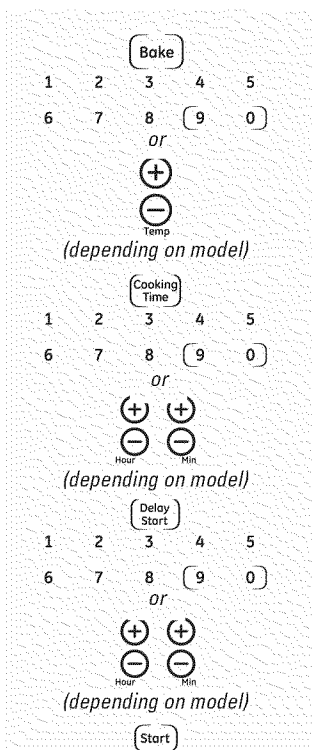 Bake
1 2 3 4 5
6 7 8 9 0
or
+
−
Temp
(depending on model)
Cooking
Time
1 2 3 4 5
6 7 8 9 0
or
+ +
− −
Hour Min
(depending on model)
Delay
Start
1 2 3 4 5
6 7 8 9 0
or
+ +
− −
Hour Min
(depending on model)
Start